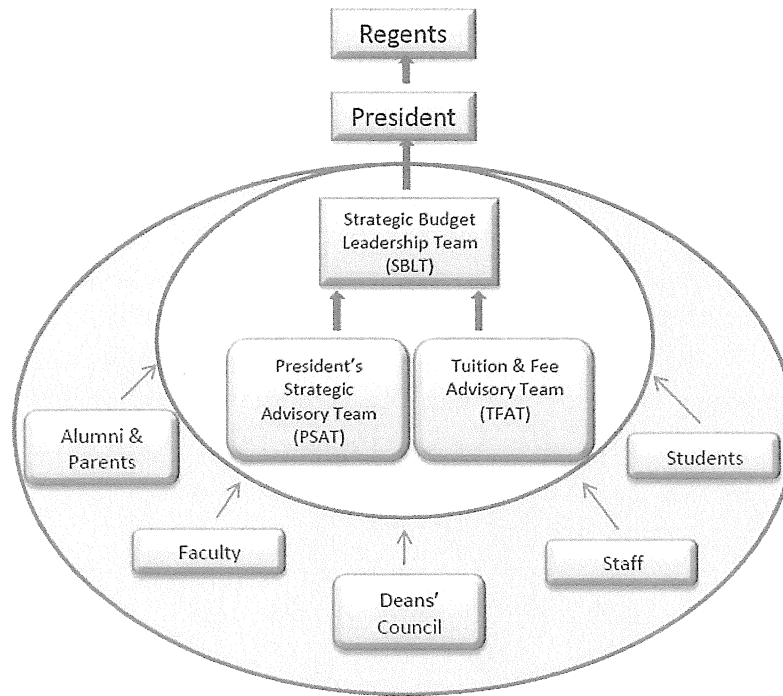 Regents
President
Strategic Budget
Leadership Team
(SBLT)
President's
Strategic
Advisory Team
(PSAT)
Tuition & Fee
Advisory Team
(TFAT)
Alumni &
Parents
Students
Faculty
Staff
Deans'
Council